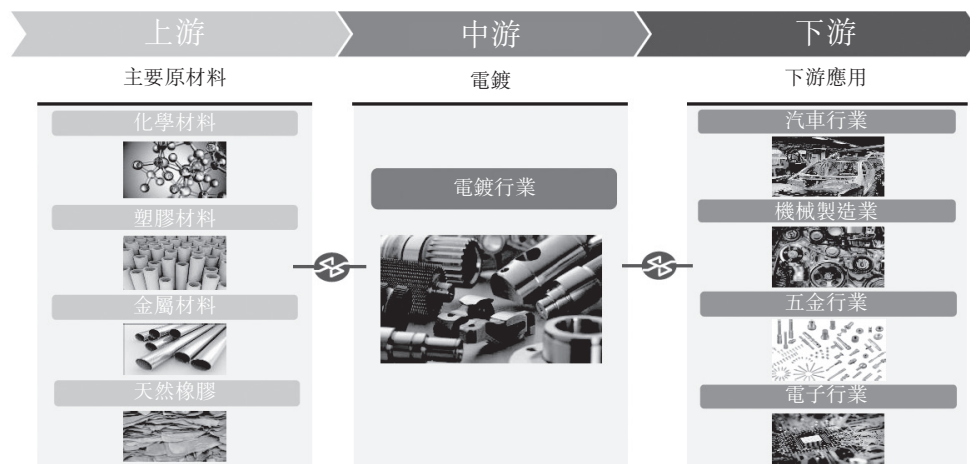 上游
中游
下游
主要原材料
電鍍
下游應用
化學材料
塑膠材料
金屬材料
天然橡膠
電鍍行業
汽車行業
機械製造業
五金行業
電子行業